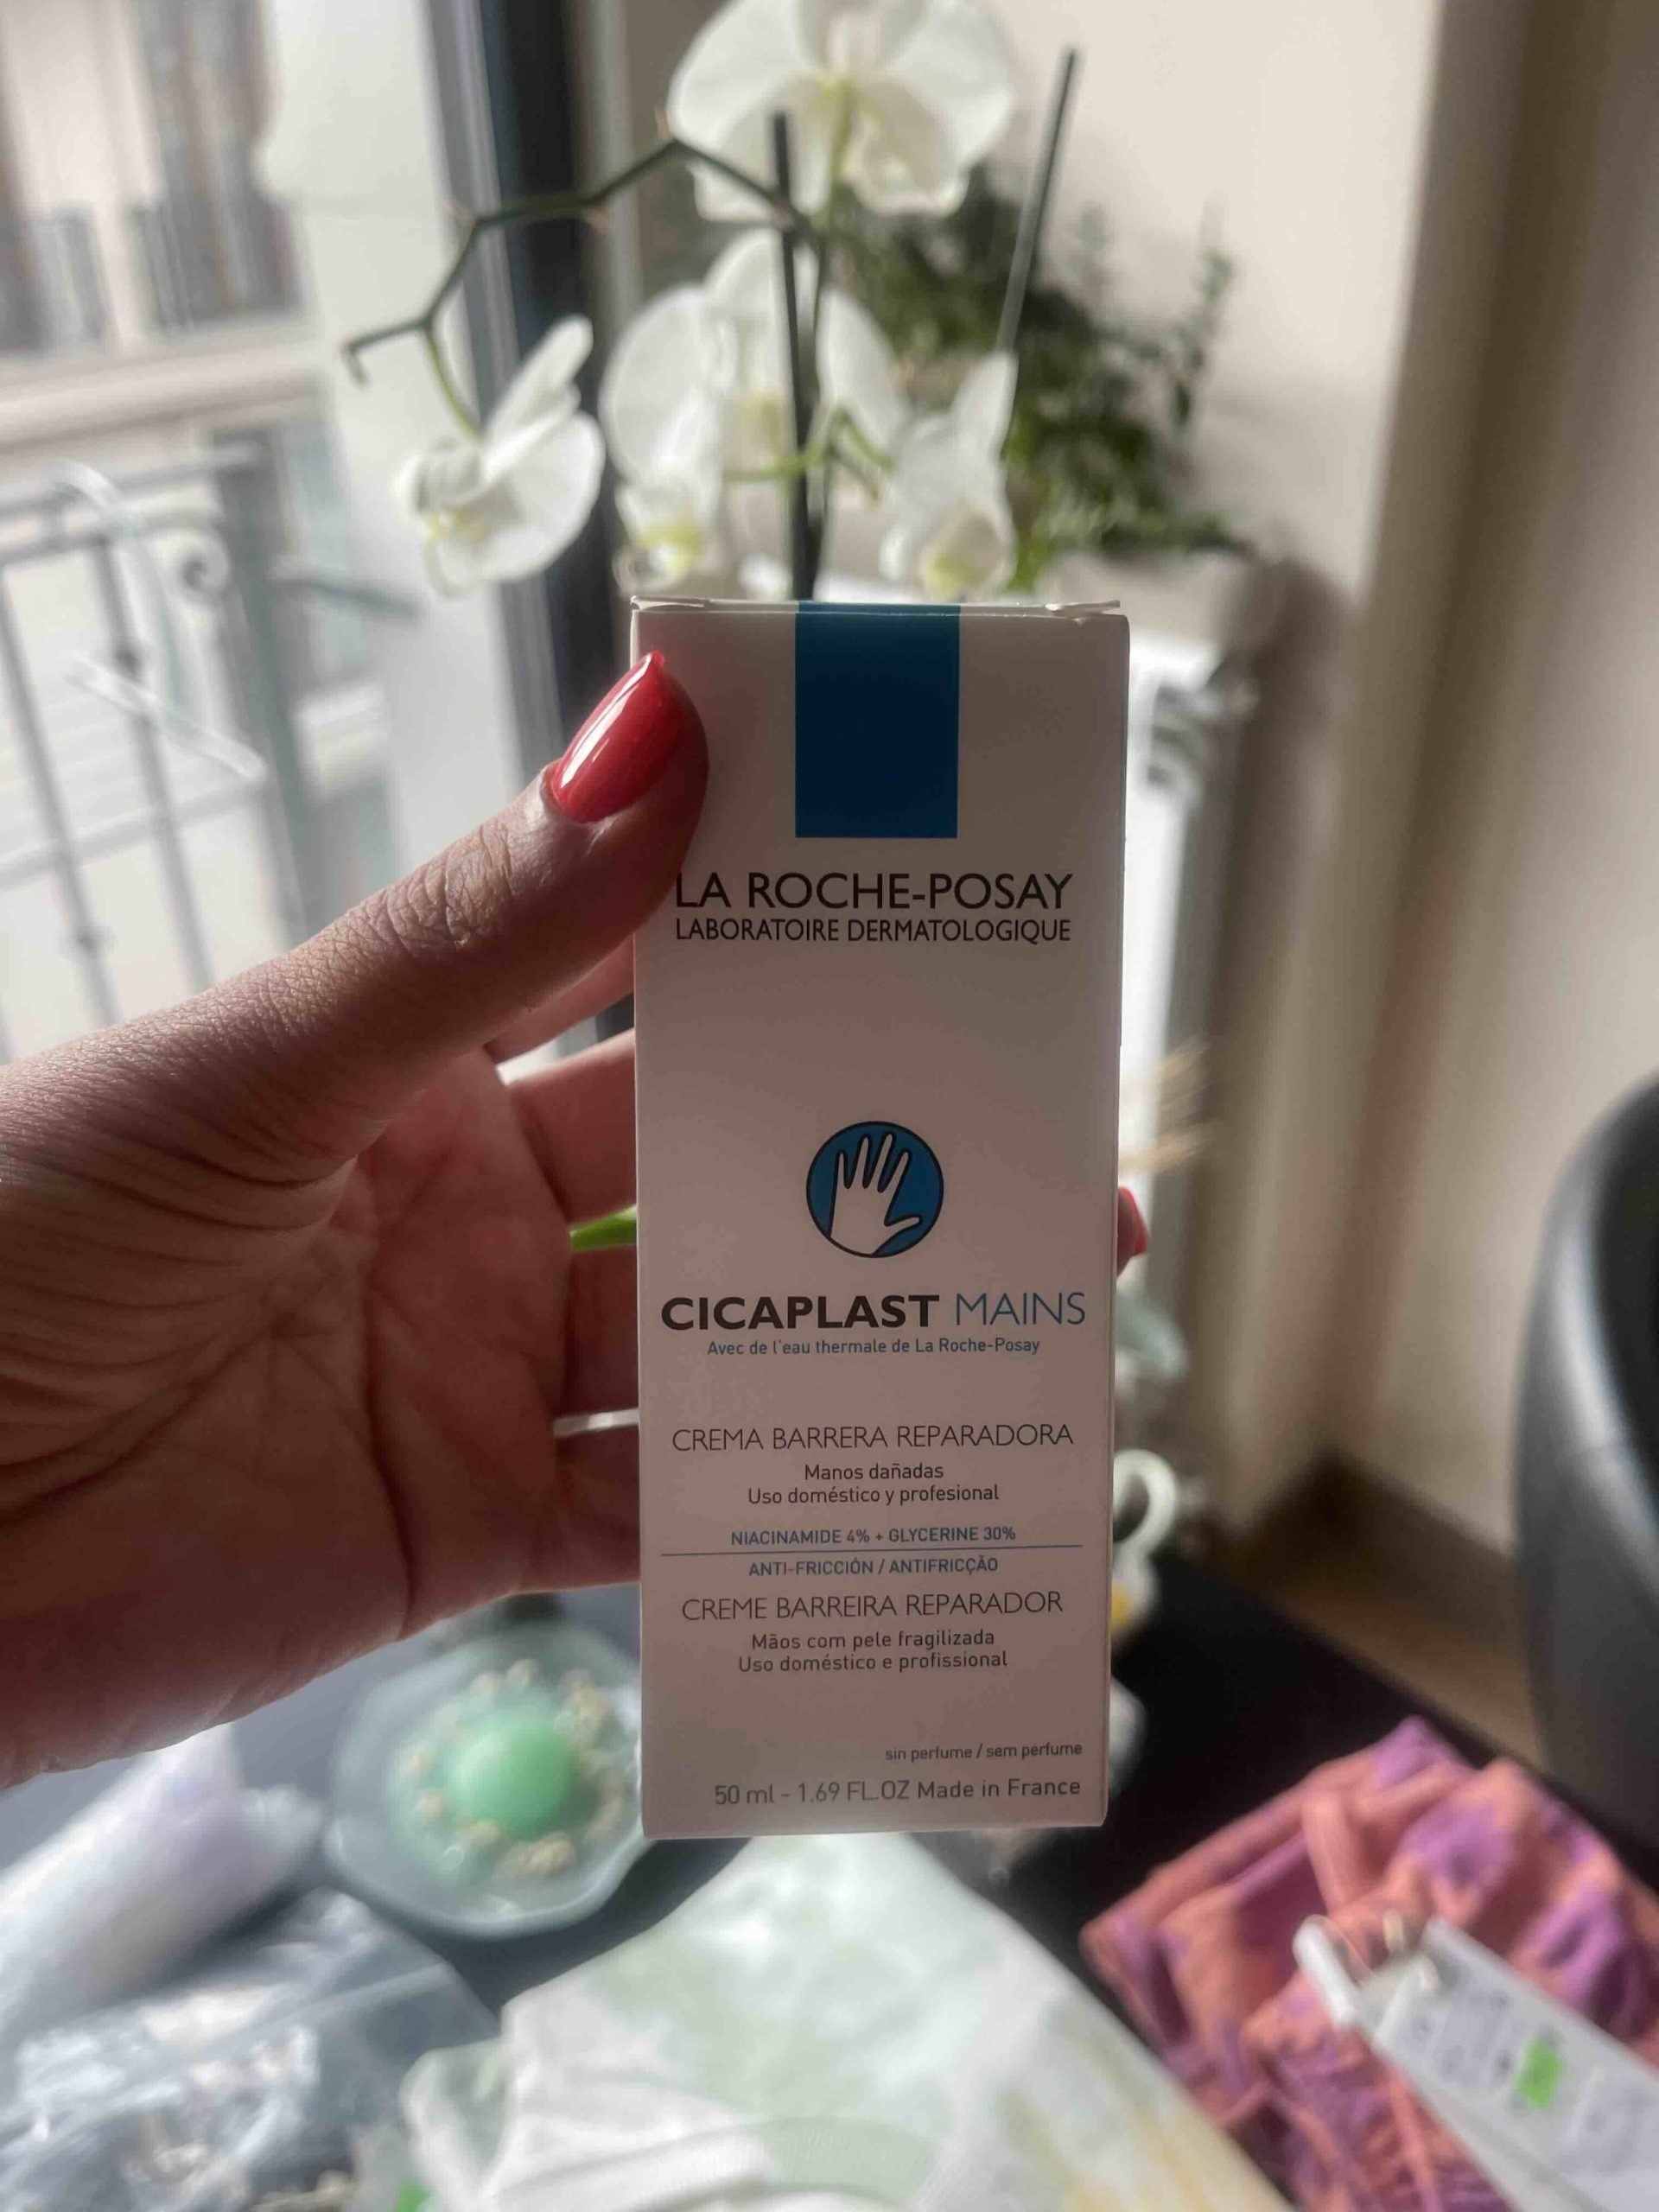 LA ROCHE-POSAY
LABORATOIRE DERMATOLOGIQUE
CICAPLAST MAINS
Avec de l'eau thermale de La Roche-Posay
CREMA BARRERA REPARADORA
Manos dañadas
Uso doméstico y profesional
NIACINAMIDE 4% + GLYCERINE 30%
ANTI-FRICCIÓN / ANTIFRICÇÃO
CREME BARREIRA REPARADOR
Mãos com pele fragilizada
Uso doméstico e profissional
sin perfume / sem perfume
50 ml - 1.69 FL.OZ Made in France